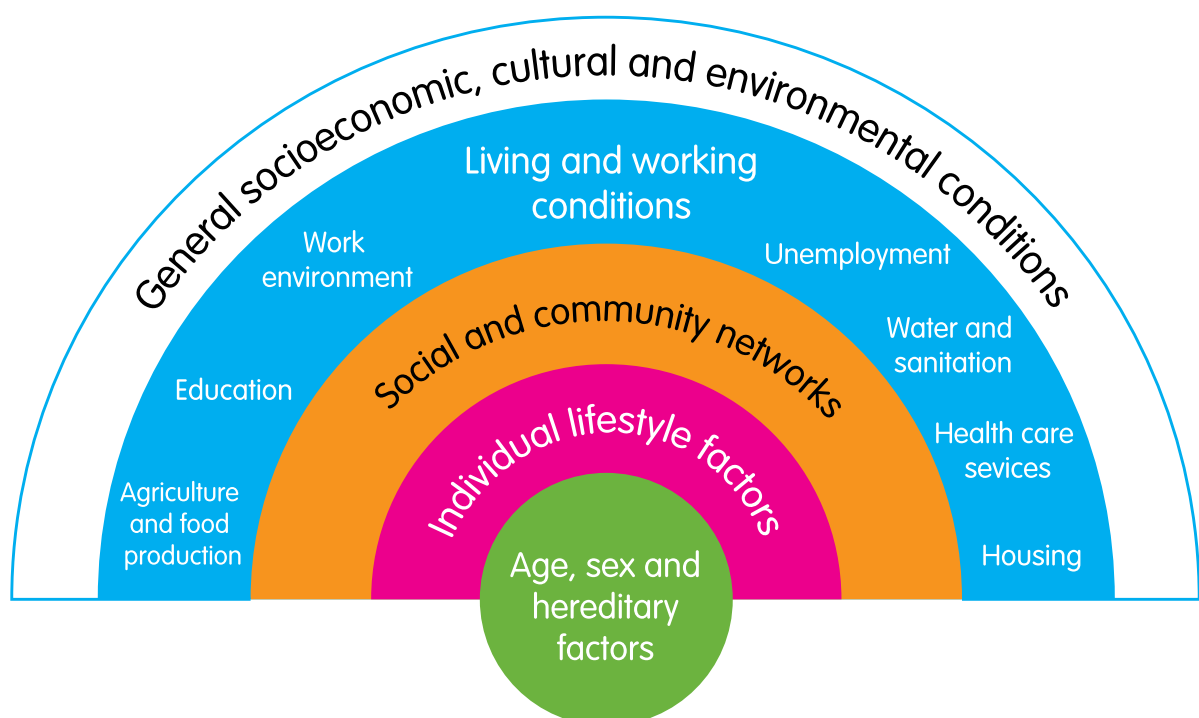 General socioeconomic, cultural and environmental conditions
Living and working
conditions
Work
environment
Unemployment
Water and
sanitation
Education
Health care
sevices
Agriculture
and food
production
Housing
Social and community networks
Individual lifestyle factors
Age, sex and
hereditary
factors